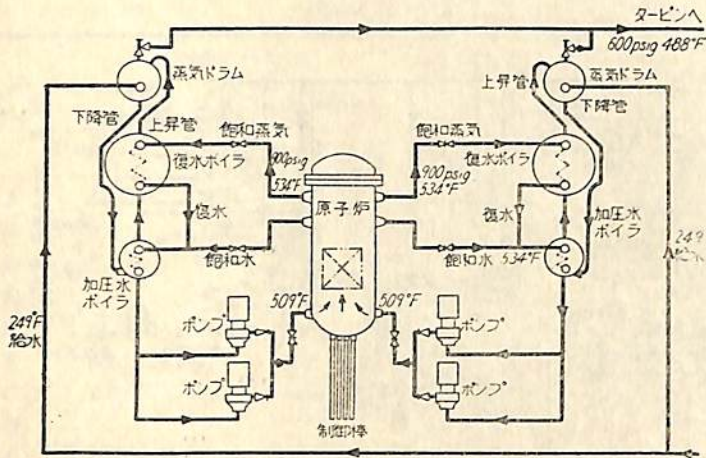 タービンへ
600psig 488°F
蒸気ドラム
下降管
上昇管
飽和蒸気
900psig
534°F
復水ボイラ
復水
飽和水
加圧水
ボイラ
249°F
給水
ポンプ
ポンプ
509°F
原子炉
制御棒
509°F
ポンプ
ポンプ
上昇管
蒸気ドラム
下降管
飽和蒸気
900psig
534°F
復水ボイラ
復水
加圧水
ボイラ
飽和水
534°F
給水